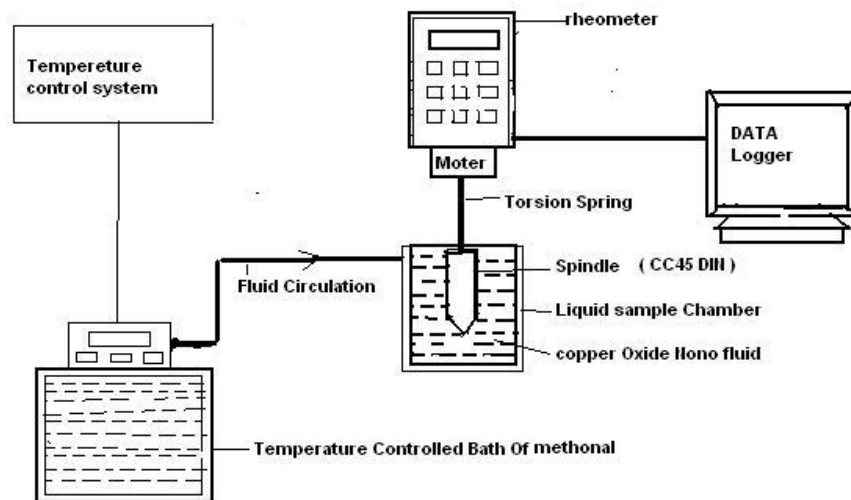 rheometer
Tempereture
control system
DATA
Logger
Moter
Torsion Spring
Spindle ( CC45 DIN )
Fluid Circulation
Liquid sample Chamber
copper Oxide Nono fluid
Temperature Controlled Bath Of methonal